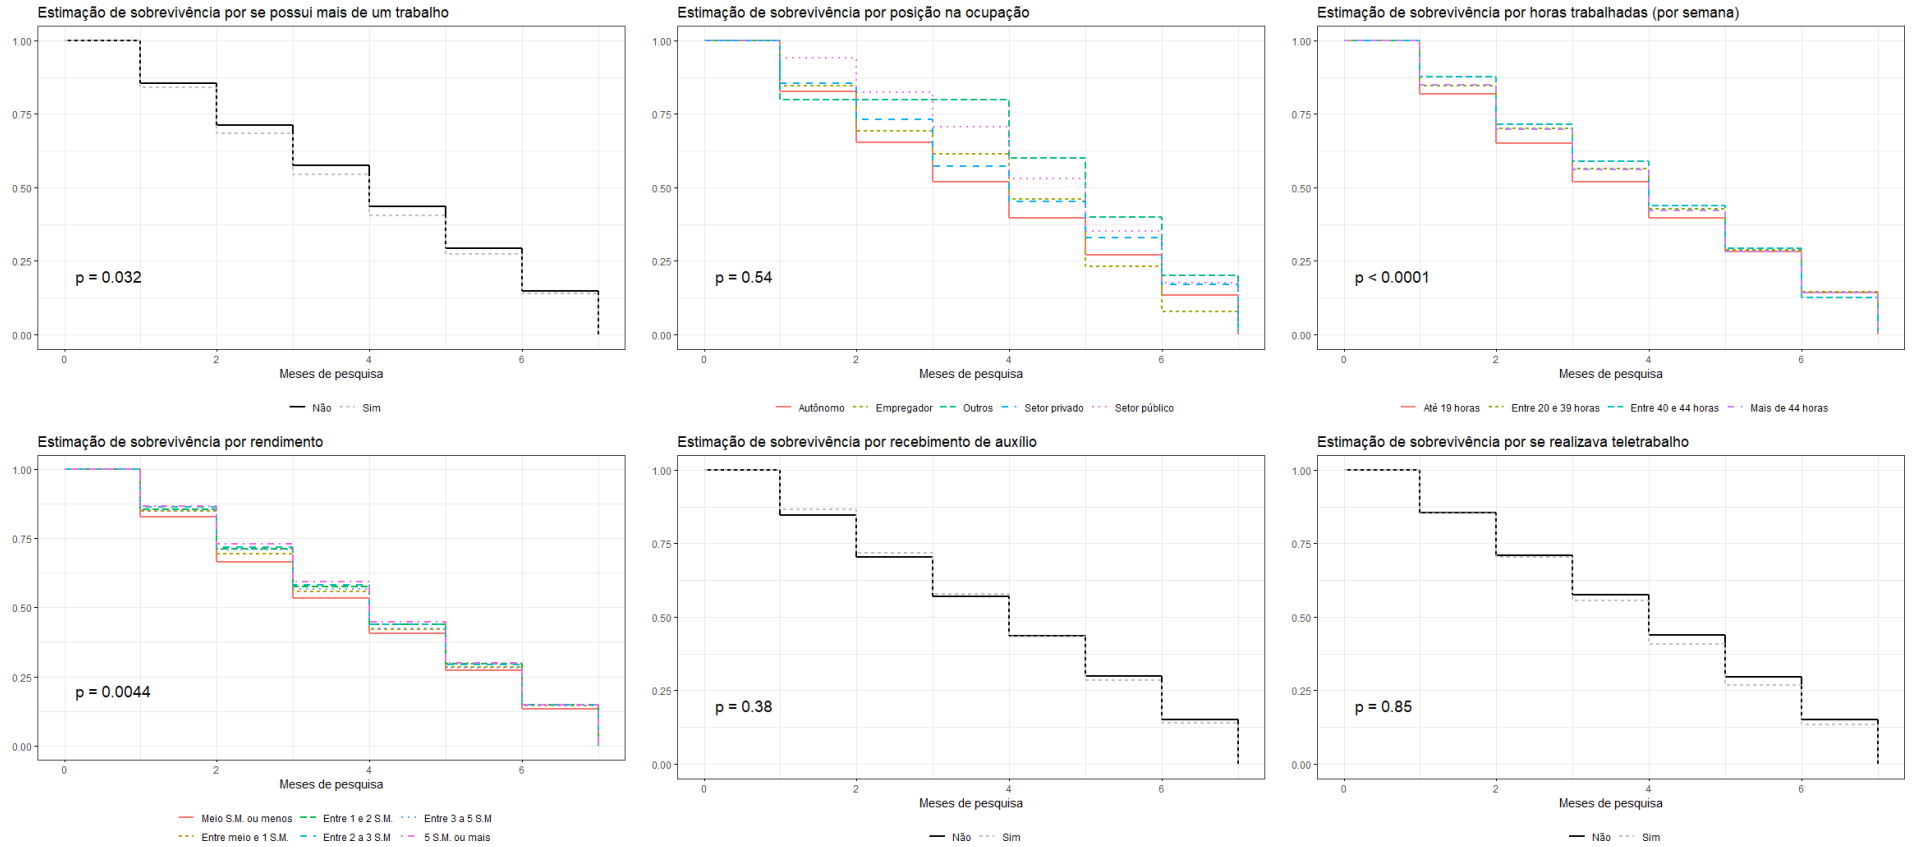 Estimação de sobrevivência por se possui mais de um trabalho
1.00
0.75
0.50
0.25
0.00
p = 0.032
0 2 4 6
Meses de pesquisa
Não Sim
Estimação de sobrevivência por posição na ocupação
1.00
0.75
0.50
0.25
0.00
p = 0.54
0 2 4 6
Meses de pesquisa
Autônomo Empregador Outros Setor privado Setor público
Estimação de sobrevivência por horas trabalhadas (por semana)
1.00
0.75
0.50
0.25
0.00
p < 0.0001
0 2 4 6
Meses de pesquisa
Até 19 horas Entre 20 e 39 horas Entre 40 e 44 horas Mais de 44 horas
Estimação de sobrevivência por rendimento
1.00
0.75
0.50
0.25
0.00
p = 0.0044
0 2 4 6
Meses de pesquisa
Meio S.M. ou menos Entre 1 e 2 S.M. Entre 3 a 5 S.M
Entre meio e 1 S.M. Entre 2 a 3 S.M 5 S.M. ou mais
Estimação de sobrevivência por recebimento de auxílio
1.00
0.75
0.50
0.25
0.00
p = 0.38
0 2 4 6
Meses de pesquisa
Não Sim
Estimação de sobrevivência por se realizava teletrabalho
1.00
0.75
0.50
0.25
0.00
p = 0.85
0 2 4 6
Meses de pesquisa
Não Sim